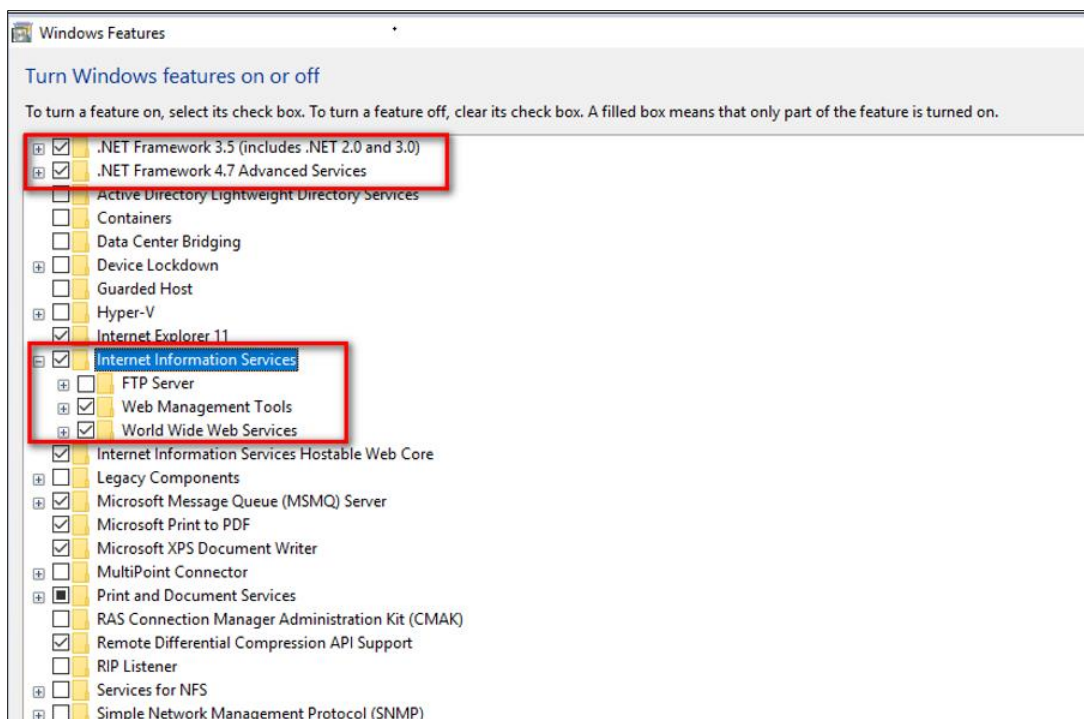 Windows Features
Turn Windows features on or off
To turn a feature on, select its check box. To turn a feature off, clear its check box. A filled box means that only part of the feature is turned on.
.NET Framework 3.5 (includes .NET 2.0 and 3.0)
.NET Framework 4.7 Advanced Services
Active Directory Lightweight Directory Services
Containers
Data Center Bridging
Device Lockdown
Guarded Host
Hyper-V
Internet Explorer 11
Internet Information Services
FTP Server
Web Management Tools
World Wide Web Services
Internet Information Services Hostable Web Core
Legacy Components
Microsoft Message Queue (MSMQ) Server
Microsoft Print to PDF
Microsoft XPS Document Writer
MultiPoint Connector
Print and Document Services
RAS Connection Manager Administration Kit (CMAK)
Remote Differential Compression API Support
RIP Listener
Services for NFS
Simple Network Management Protocol (SNMP)